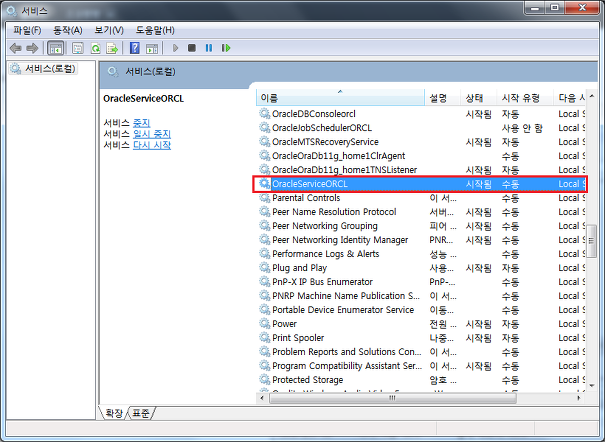 서비스
파일(F) 동작(A) 보기(V) 도움말(H)
서비스(로컬)
서비스(로컬)
OracleServiceORCL
서비스 중지
서비스 일시 중지
서비스 다시 시작
이름 설명 상태 시작 유형 다음 사
OracleDBConsoleorcl 시작됨 자동 Local S
OracleJobSchedulerORCL 사용 안 함 Local S
OracleMTSRecoveryService 시작됨 자동 Local S
OracleOraDb11g_home1ClrAgent 수동 Local S
OracleOraDb11g_home1TNSListener 시작됨 자동 Local S
OracleServiceORCL 시작됨 수동 Local S
Parental Controls 이 서... 수동 Local S
Peer Name Resolution Protocol 서버... 시작됨 수동 Local S
Peer Networking Grouping 피어 ... 시작됨 수동 Local S
Peer Networking Identity Manager PNR... 시작됨 수동 Local S
Performance Logs & Alerts 성능 ... 수동 Local S
Plug and Play 사용... 시작됨 자동 Local S
PnP-X IP Bus Enumerator PnP-... 수동 Local S
PNRP Machine Name Publication S... 이 서... 수동 Local S
Portable Device Enumerator Service 이동... 수동 Local S
Power 전원 ... 시작됨 자동 Local S
Print Spooler 나중... 시작됨 자동 Local S
Problem Reports and Solutions Con... 이 서... 수동 Local S
Program Compatibility Assistant Ser... 이 서... 시작됨 수동 Local S
Protected Storage 암호 ... 수동 Local S
확장 표준